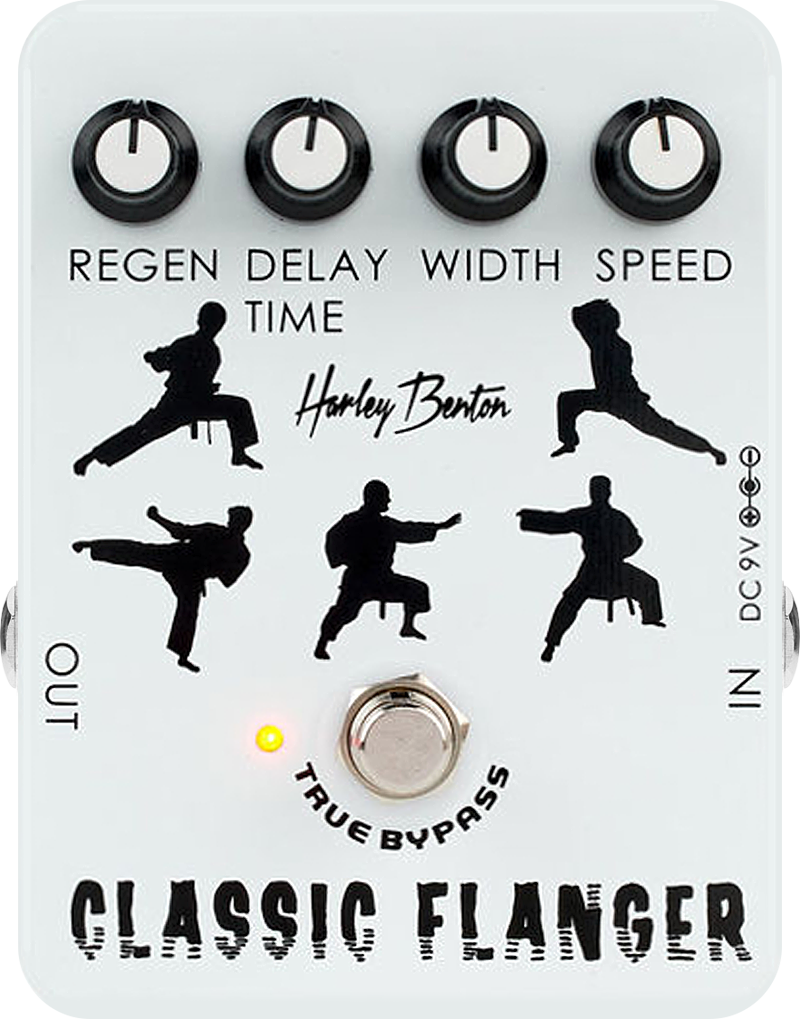 REGEN DELAY WIDTH SPEED
TIME
Harley Benton
DC 9V
OUT
IN
TRUE BYPASS
CLASSIC FLANGER